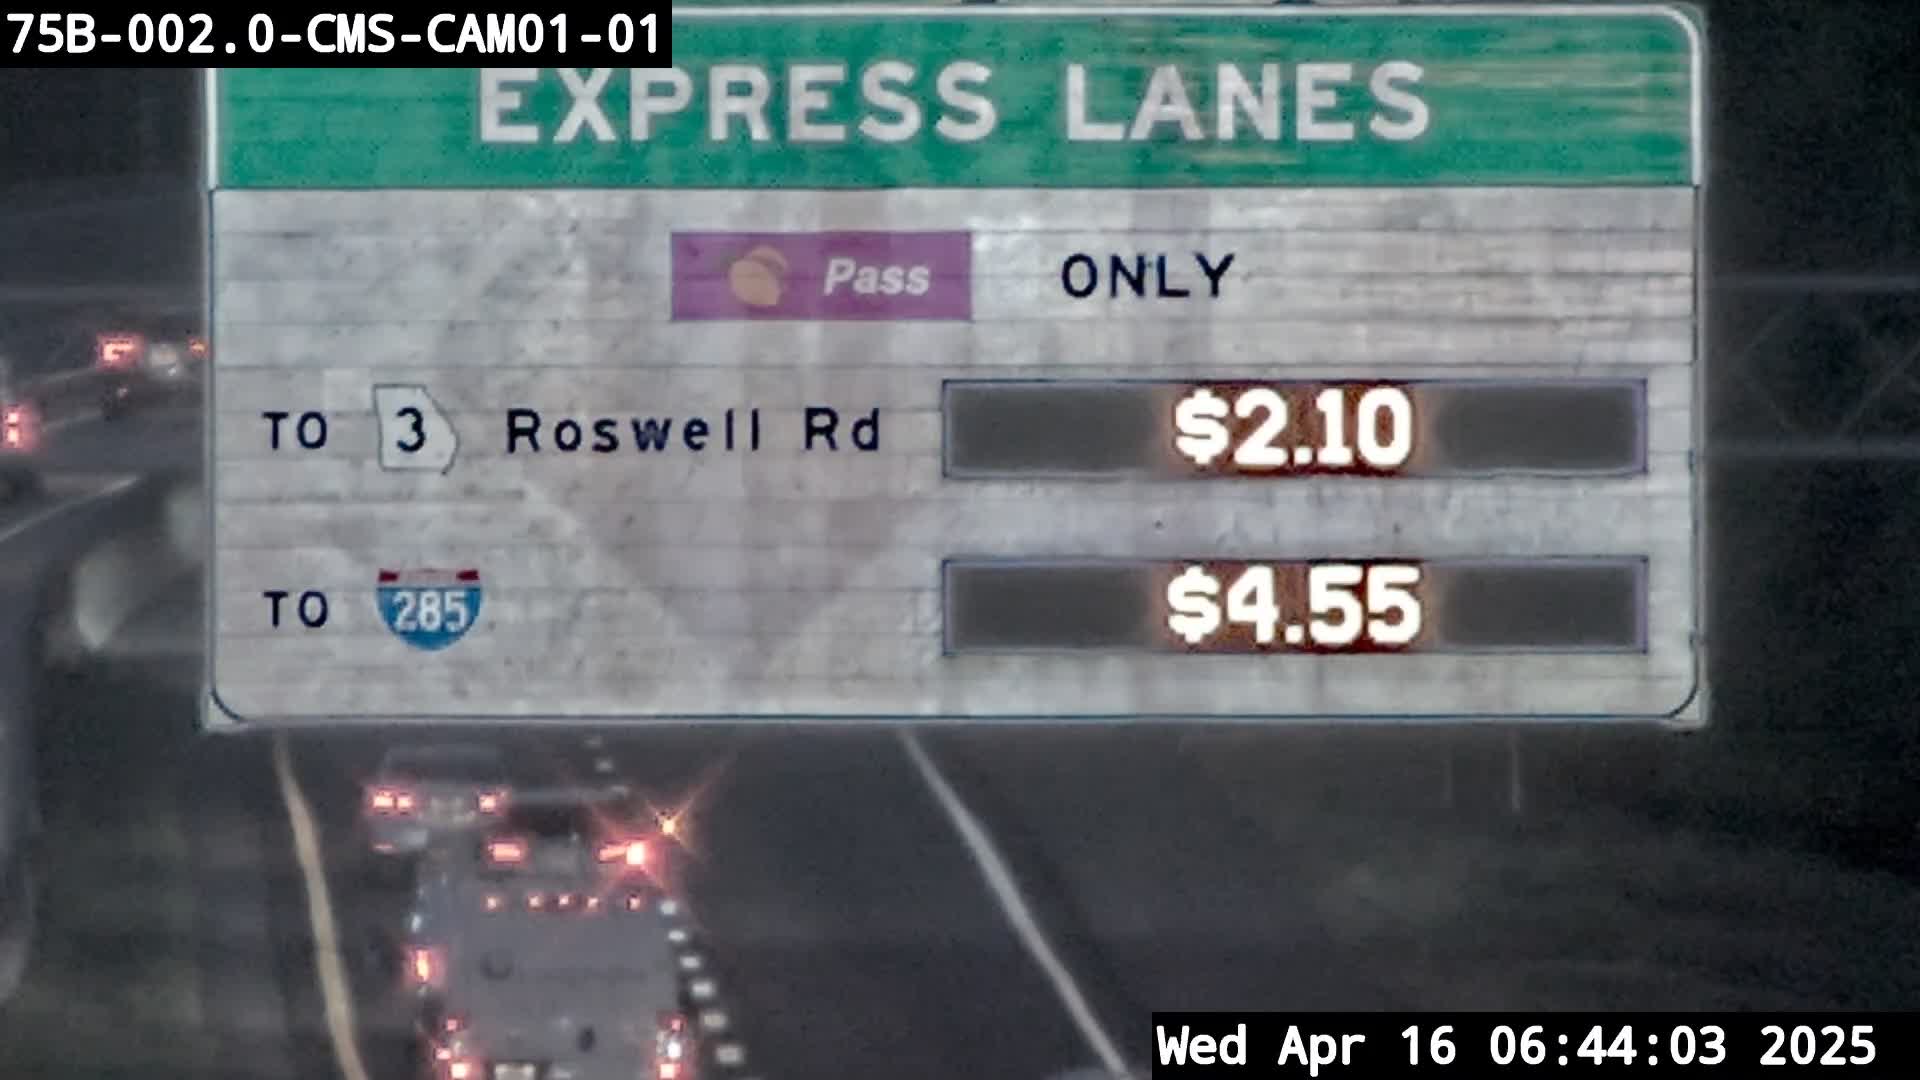 75B-002.0-CMS-CAM01-01
EXPRESS LANES
Pass ONLY
TO 3 Roswell Rd $2.10
TO 285 $4.55
Wed Apr 16 06:44:03 2025